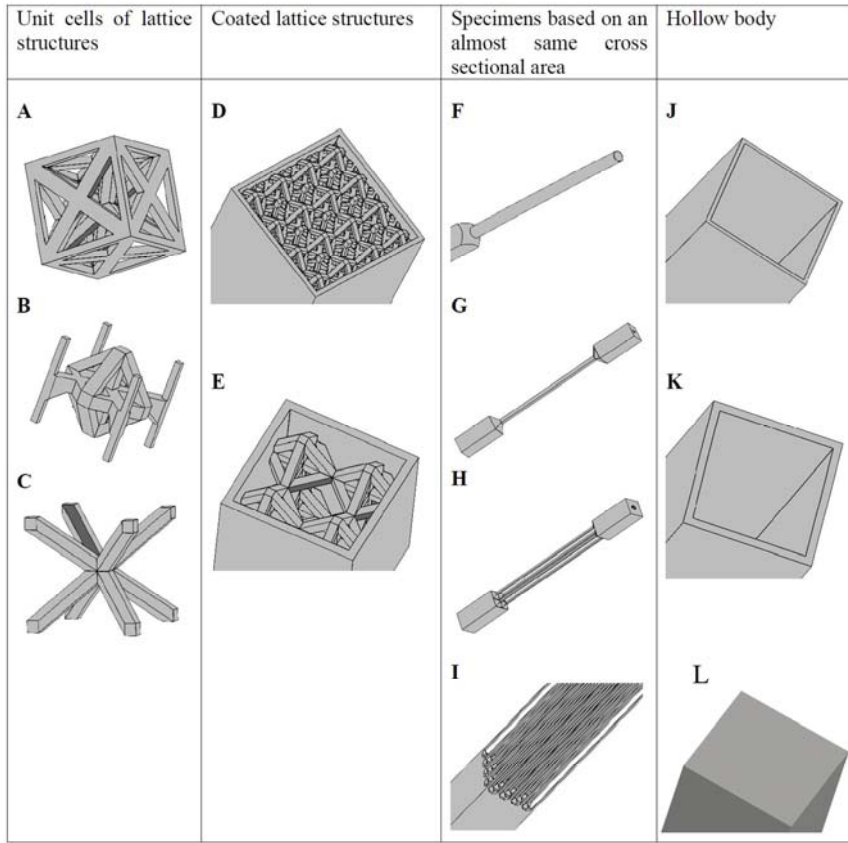 Unit cells of lattice
structures
Coated lattice structures
Specimens based on an
almost same cross
sectional area
Hollow body
A
D
F
J
B
G
E
K
C
H
I
L